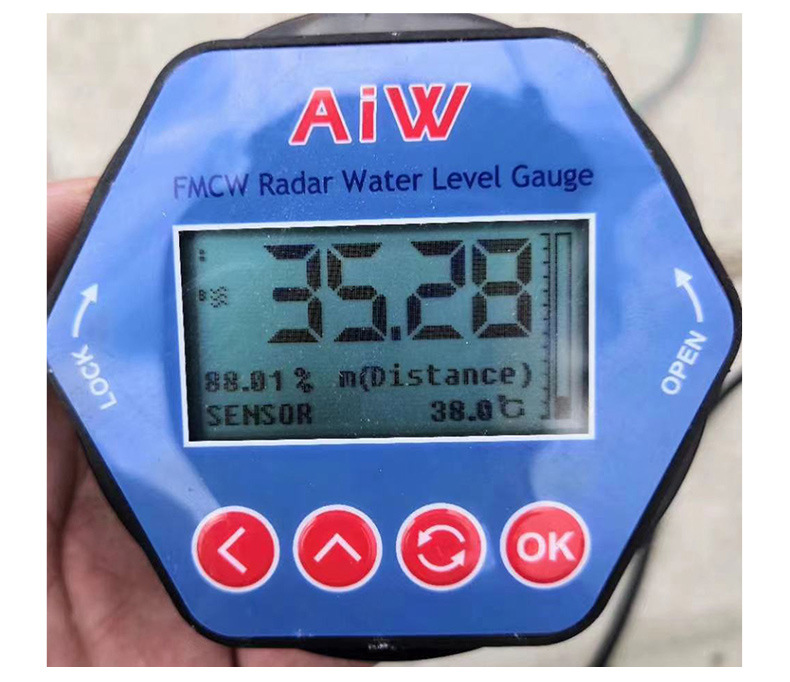 AiW
FMCW Radar Water Level Gauge
35.28
B
88.01% m(Distance)
SENSOR 38.0℃
LOCK
OPEN
OK